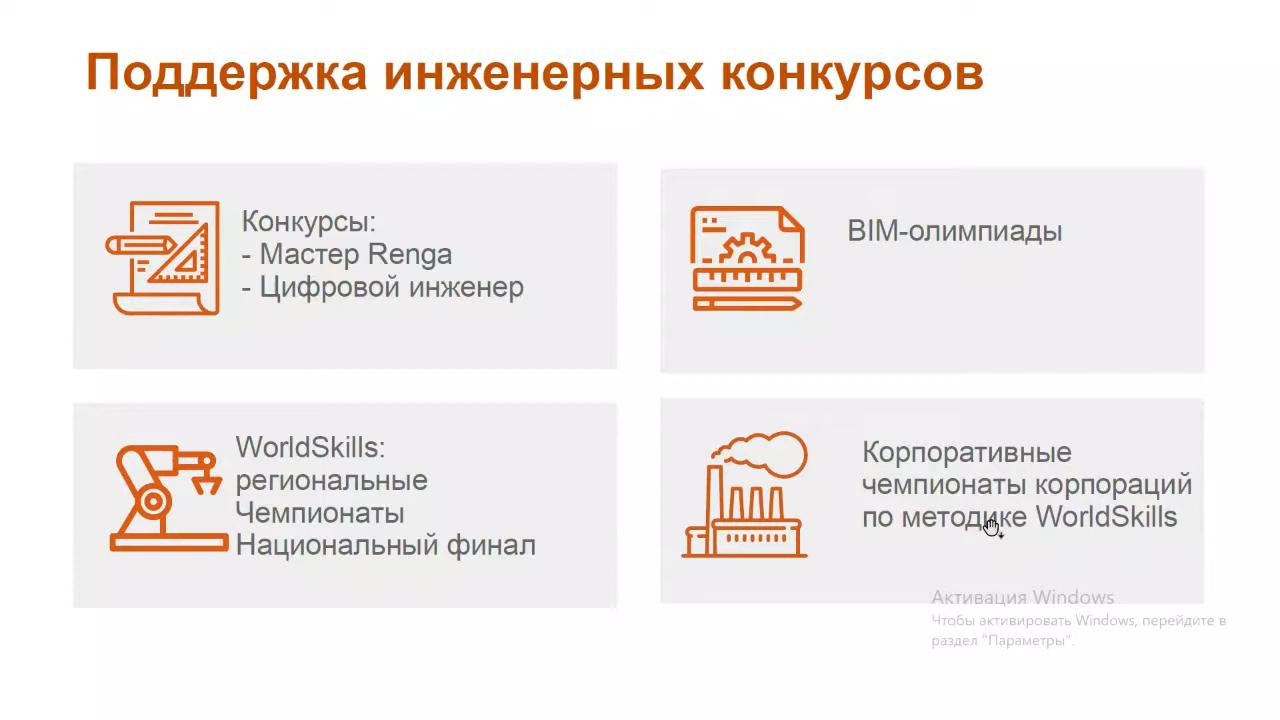 Поддержка инженерных конкурсов
Конкурсы:
- Мастер Renga
- Цифровой инженер
BIM-олимпиады
WorldSkills:
региональные
Чемпионаты
Национальный финал
Корпоративные
чемпионаты корпораций
по методике WorldSkills
Активация Windows
Чтобы активировать Windows, перейдите в
раздел "Параметры".